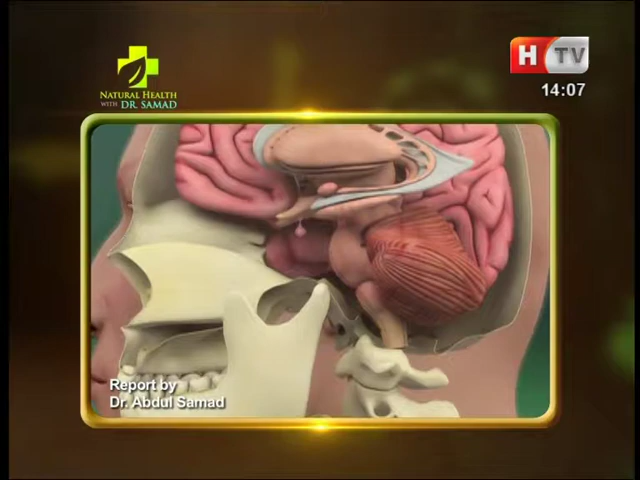 NATURAL HEALTH
WITH DR. SAMAD
H TV
14:07
Report by
Dr. Abdul Samad